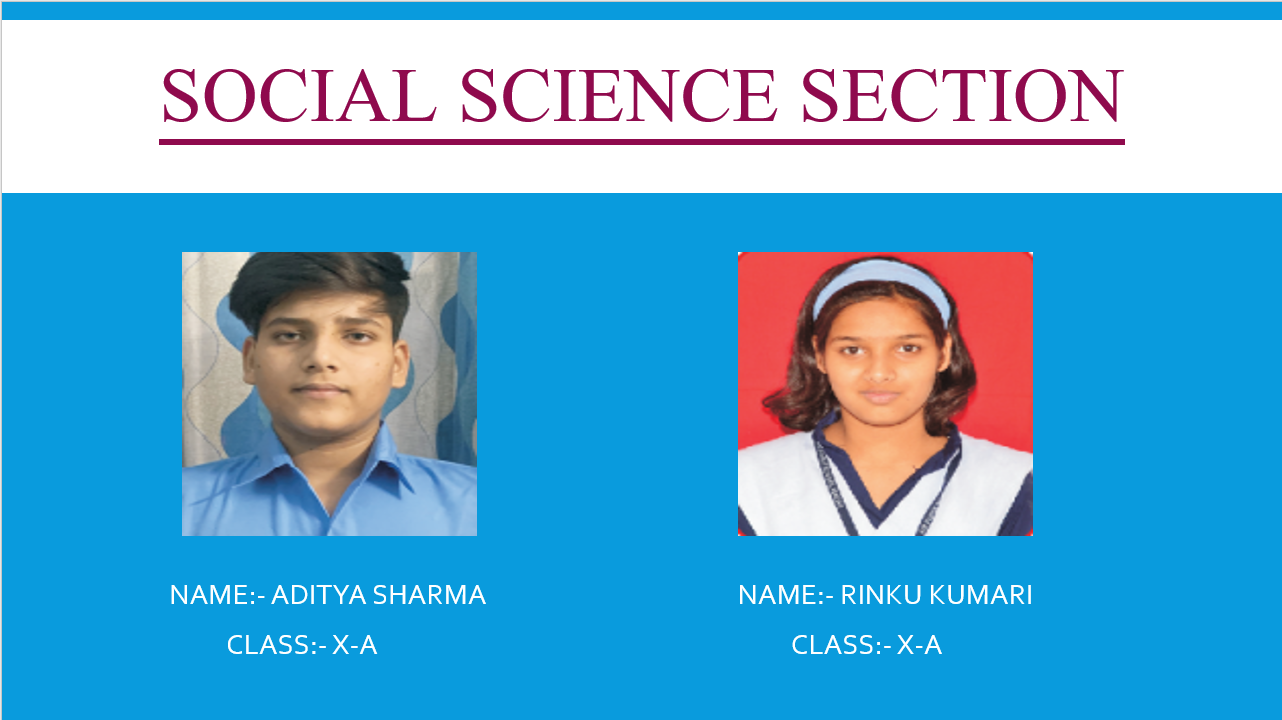 SOCIAL SCIENCE SECTION
NAME:- ADITYA SHARMA
CLASS:- X-A
NAME:- RINKU KUMARI
CLASS:- X-A